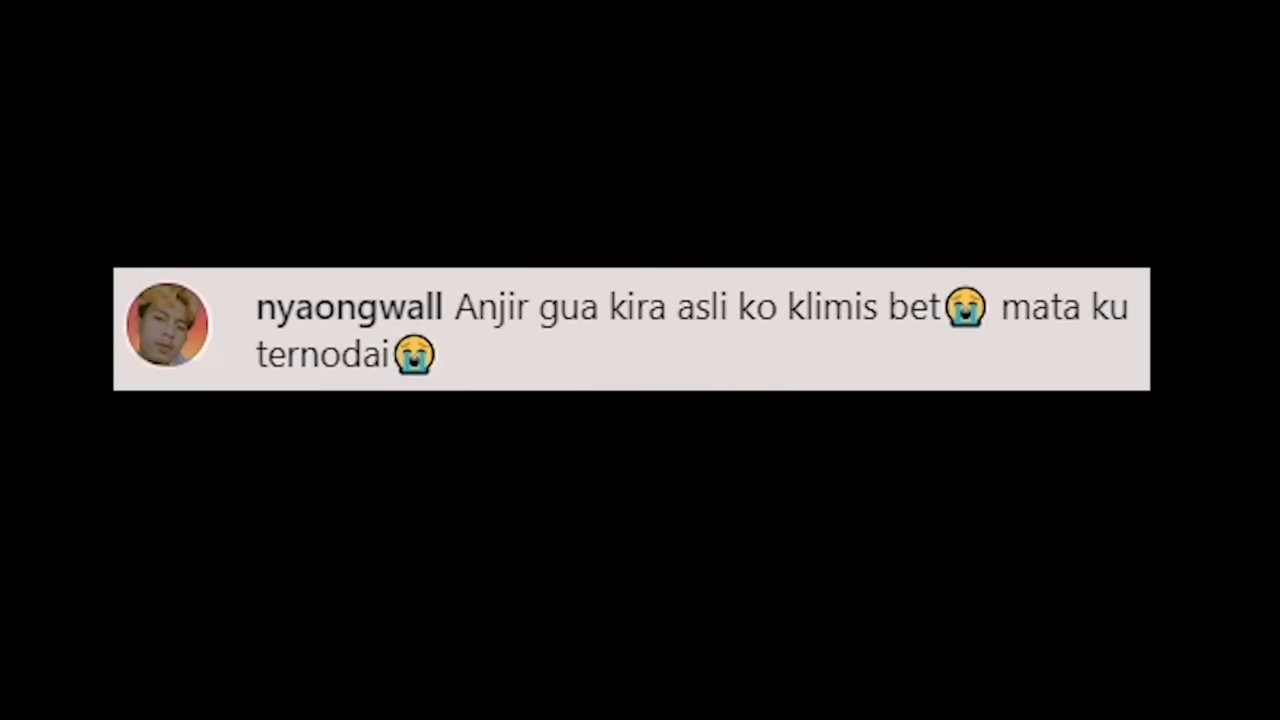 nyaongwall Anjir gua kira asli ko klimis bet😭 mata ku
ternodai😭